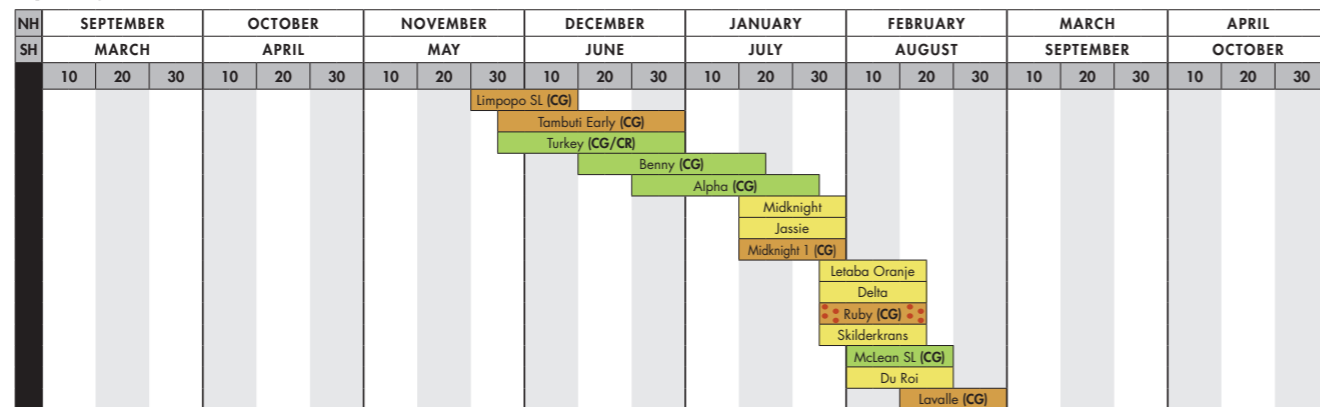 NH SEPTEMBER OCTOBER NOVEMBER DECEMBER JANUARY FEBRUARY MARCH APRIL
SH MARCH APRIL MAY JUNE JULY AUGUST SEPTEMBER OCTOBER
10 20 30 10 20 30 10 20 30 10 20 30 10 20 30 10 20 30 10 20 30 10 20 30
Limpopo SL (CG)
Tambuti Early (CG)
Turkey (CG/CR)
Benny (CG)
Alpha (CG)
Midknight
Jassie
Midknight 1 (CG)
Letaba Oranje
Delta
Ruby (CG)
Skilderkrans
McLean SL (CG)
Du Roi
Lavalle (CG)